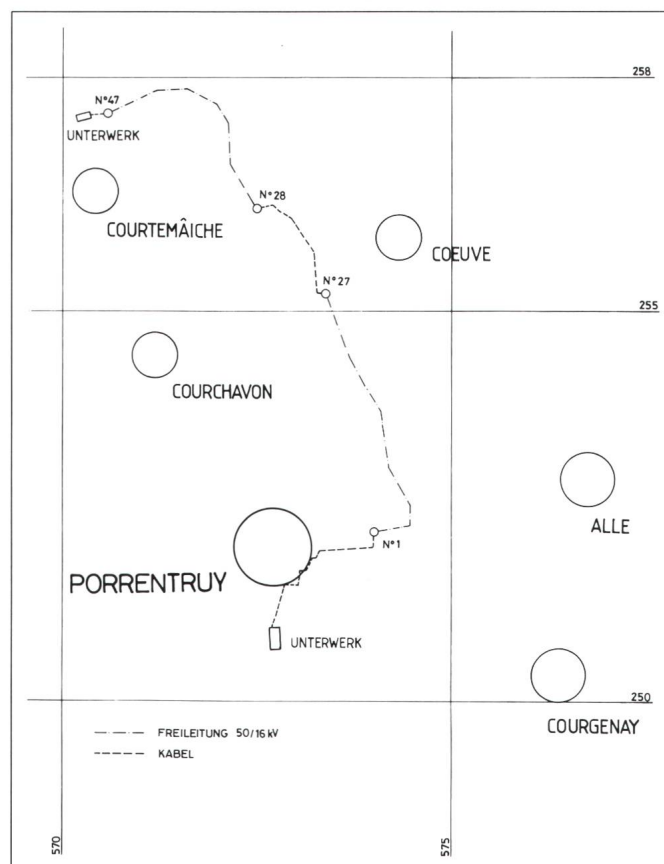 258
N°47
UNTERWERK
N°28
COURTEMÂICHE
COEUVE
N°27
255
COURCHAVON
ALLE
N°1
PORRENTRUY
UNTERWERK
250
COURGENAY
FREILEITUNG 50/16 kV
KABEL
570
575